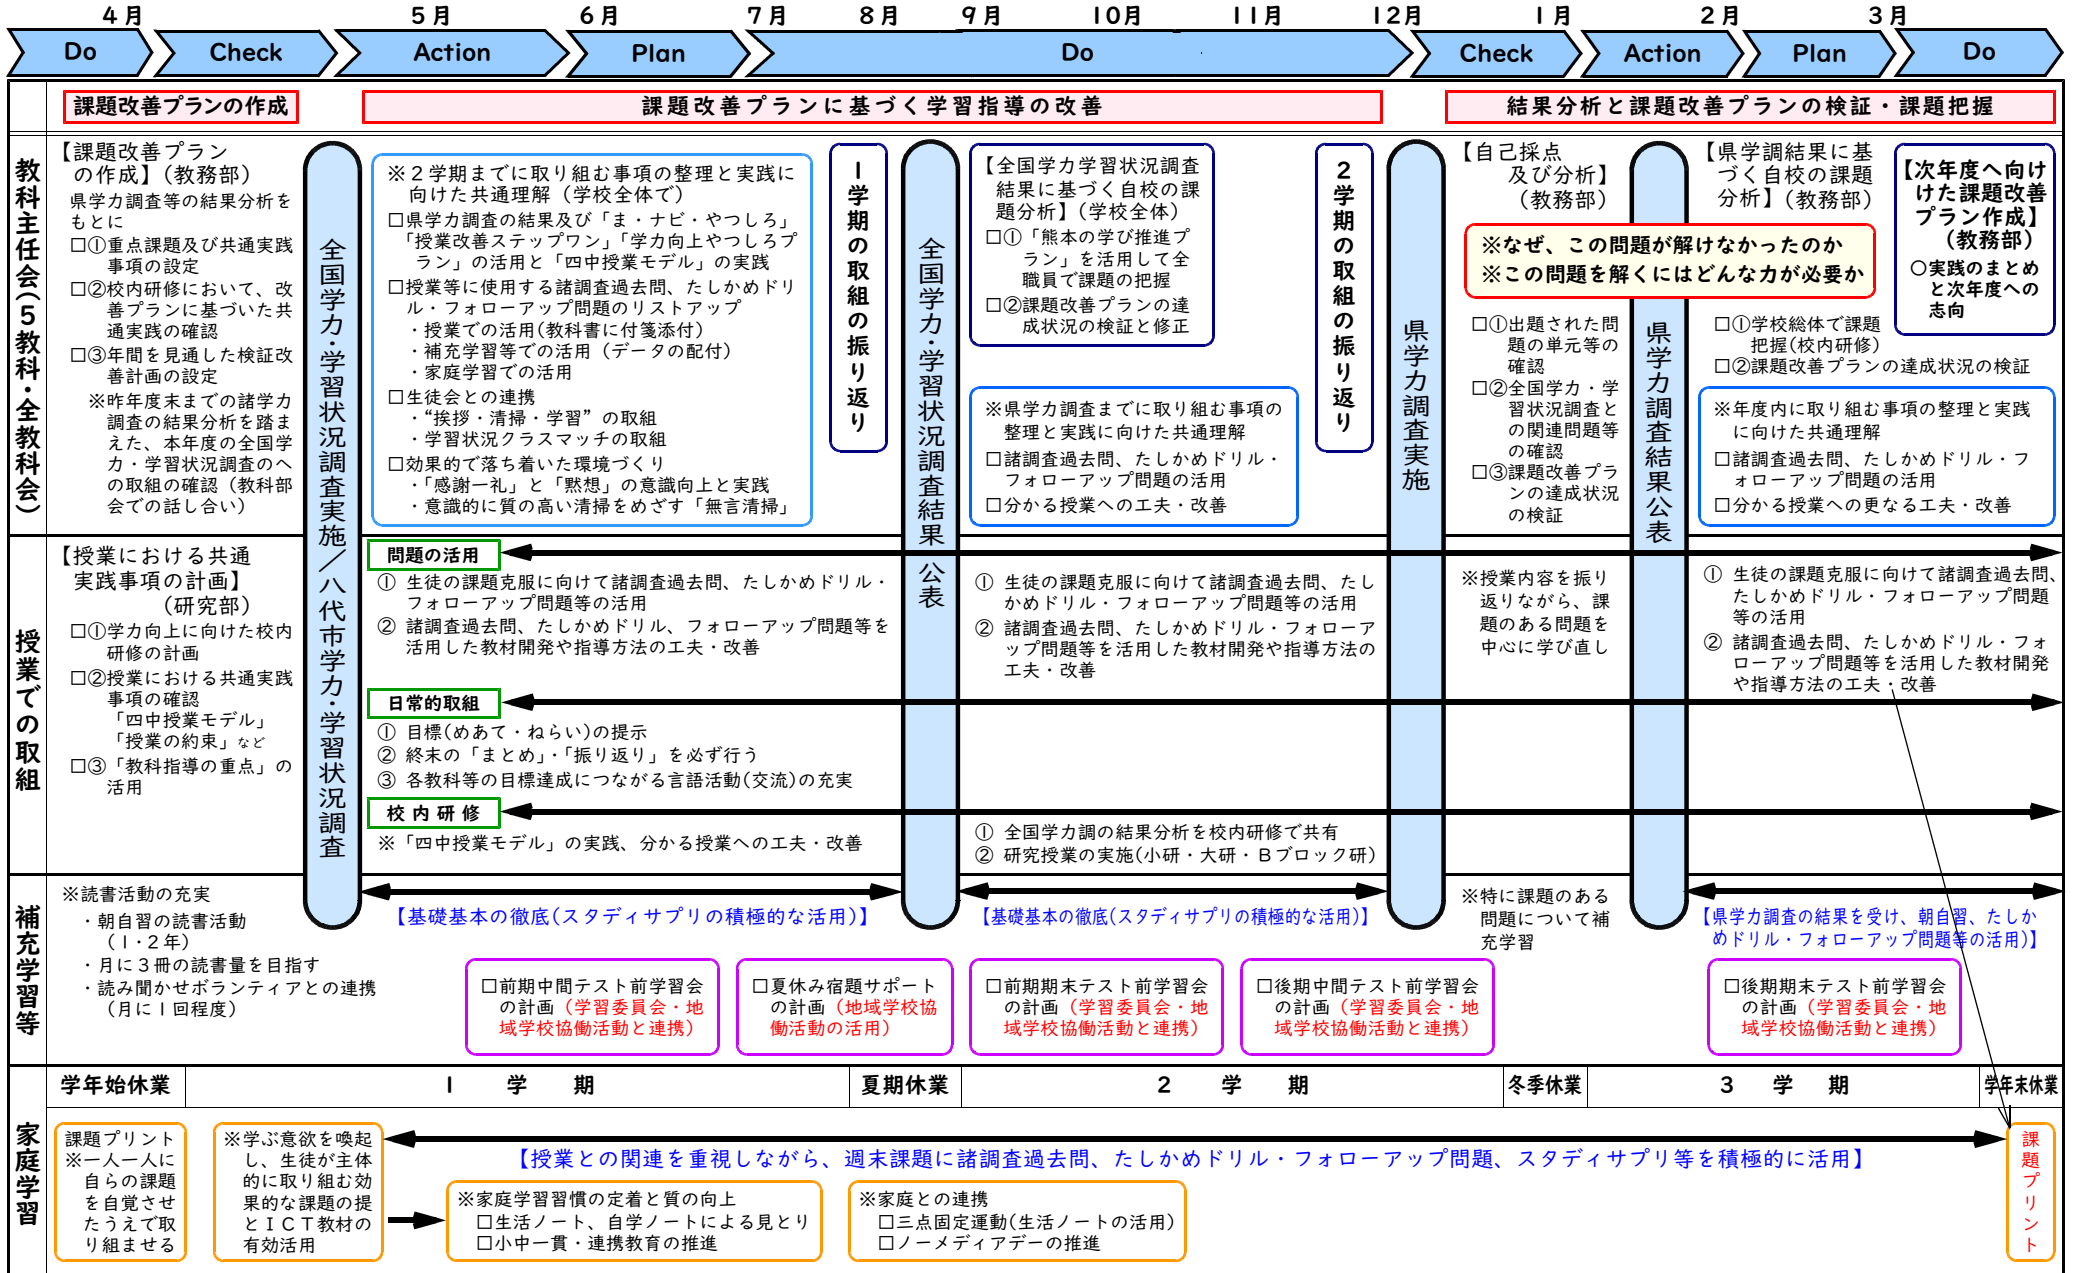 4月 5月 6月 7月 8月 9月 10月 11月 12月 1月 2月 3月
Do Check Action Plan Do Check Action Plan Do
課題改善プランの作成
課題改善プランに基づく学習指導の改善
結果分析と課題改善プランの検証・課題把握
教科主任会(5教科・全教科会)
【課題改善プラン
の作成】(教務部)
県学力調査等の結果分析を
もとに
□①重点課題及び共通実践
事項の設定
□②校内研修において、改
善プランに基づいた共
通実践の確認
□③年間を見通した検証改
善計画の設定
※昨年度末までの諸学力
調査の結果分析を踏ま
えた、本年度の全国学
力・学習状況調査のへ
の取組の確認(教科部
会での話し合い)
全国学力・学習状況調査実施/八代市学力・学習状況調査
※2学期までに取り組む事項の整理と実践に
向けた共通理解(学校全体で)
□県学力調査の結果及び「ま・ナビ・やつしろ」
「授業改善ステップワン」「学力向上やつしろプ
ラン」の活用と「四中授業モデル」の実践
□授業等に使用する諸調査過去問、たしかめドリ
ル・フォローアップ問題のリストアップ
・授業での活用(教科書に付箋添付)
・補充学習等での活用(データの配付)
・家庭学習での活用
□生徒会との連携
・“挨拶・清掃・学習”の取組
・学習状況クラスマッチの取組
□効果的で落ち着いた環境づくり
・「感謝一礼」と「黙想」の意識向上と実践
・意識的に質の高い清掃をめざす「無言清掃」
1学期の取組の振り返り
全国学力・学習状況調査結果 公表
【全国学力学習状況調査
結果に基づく自校の課
題分析】(学校全体)
□①「熊本の学び推進プ
ラン」を活用して全
職員で課題の把握
□②課題改善プランの達
成状況の検証と修正
※県学力調査までに取り組む事項の
整理と実践に向けた共通理解
□諸調査過去問、たしかめドリル・
フォローアップ問題の活用
□分かる授業への工夫・改善
2学期の取組の振り返り
県学力調査実施
【自己採点
及び分析】
(教務部)
※なぜ、この問題が解けなかったのか
※この問題を解くにはどんな力が必要か
□①出題された問
題の単元等の
確認
□②全国学力・学
習状況調査と
の関連問題等
の確認
□③課題改善プラ
ンの達成状況
の検証
県学力調査結果公表
【県学調結果に基
づく自校の課題
分析】(教務部)
□①学校総体で課題
把握(校内研修)
□②課題改善プランの達成状況の検証
【次年度へ向け
けた課題改善
プラン作成】
(教務部)
○実践のまとめ
と次年度への
志向
※年度内に取り組む事項の整理と実践
に向けた共通理解
□諸調査過去問、たしかめドリル・フ
ォローアップ問題の活用
□分かる授業への更なる工夫・改善
授業での取組
【授業における共通
実践事項の計画】
(研究部)
□①学力向上に向けた校内
研修の計画
□②授業における共通実践
事項の確認
「四中授業モデル」
「授業の約束」など
□③「教科指導の重点」の
活用
問題の活用
① 生徒の課題克服に向けて諸調査過去問、たしかめドリル・
フォローアップ問題等の活用
② 諸調査過去問、たしかめドリル、フォローアップ問題等を
活用した教材開発や指導方法の工夫・改善
① 生徒の課題克服に向けて諸調査過去問、たし
かめドリル・フォローアップ問題等の活用
② 諸調査過去問、たしかめドリル・フォローア
ップ問題等を活用した教材開発や指導方法の
工夫・改善
※授業内容を振り
返りながら、課
題のある問題を
中心に学び直し
① 生徒の課題克服に向けて諸調査過去問、
たしかめドリル・フォローアップ問題
等の活用
② 諸調査過去問、たしかめドリル・フォ
ローアップ問題等を活用した教材開発
や指導方法の工夫・改善
日常的取組
① 目標(めあて・ねらい)の提示
② 終末の「まとめ」・「振り返り」を必ず行う
③ 各教科等の目標達成につながる言語活動(交流)の充実
校内研修
※「四中授業モデル」の実践、分かる授業への工夫・改善
① 全国学力調の結果分析を校内研修で共有
② 研究授業の実施(小研・大研・Bブロック研)
補充学習等
※読書活動の充実
・朝自習の読書活動
(1・2年)
・月に3冊の読書量を目指す
・読み聞かせボランティアとの連携
(月に1回程度)
【基礎基本の徹底(スタディサプリの積極的な活用)】
【基礎基本の徹底(スタディサプリの積極的な活用)】
※特に課題のある
問題について補
充学習
【県学力調査の結果を受け、朝自習、たしか
めドリル・フォローアップ問題等の活用)】
□前期中間テスト前学習会
の計画(学習委員会・地
域学校協働活動と連携)
□夏休み宿題サポート
の計画(地域学校協
働活動の活用)
□前期期末テスト前学習会
の計画(学習委員会・地
域学校協働活動と連携)
□後期中間テスト前学習会
の計画(学習委員会・地
域学校協働活動と連携)
□後期期末テスト前学習会
の計画(学習委員会・地
域学校協働活動と連携)
家庭学習
学年始休業 1学期 夏期休業 2学期 冬季休業 3学期 学年末休業
課題プリント
※一人一人に
自らの課題
を自覚させ
たうえで取
り組ませる
※学ぶ意欲を喚起
し、生徒が主体
的に取り組む効
果的な課題の提
とICT教材の
有効活用
【授業との関連を重視しながら、週末課題に諸調査過去問、たしかめドリル・フォローアップ問題、スタディサプリ等を積極的に活用】
※家庭学習習慣の定着と質の向上
□生活ノート、自学ノートによる見とり
□小中一貫・連携教育の推進
※家庭との連携
□三点固定運動(生活ノートの活用)
□ノーメディアデーの推進
課題プリント